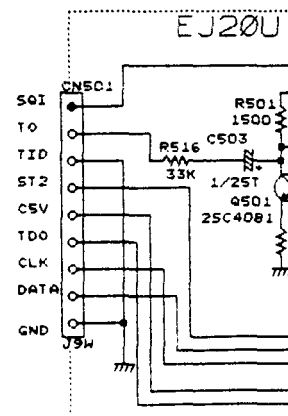 EJ20U
CN501
SQI
TO
TID
ST2
C5V
TDO
CLK
DATA
GND
J9W
R516
33K
C503
+
1/25T
R501
1500
Q501
2SC4081